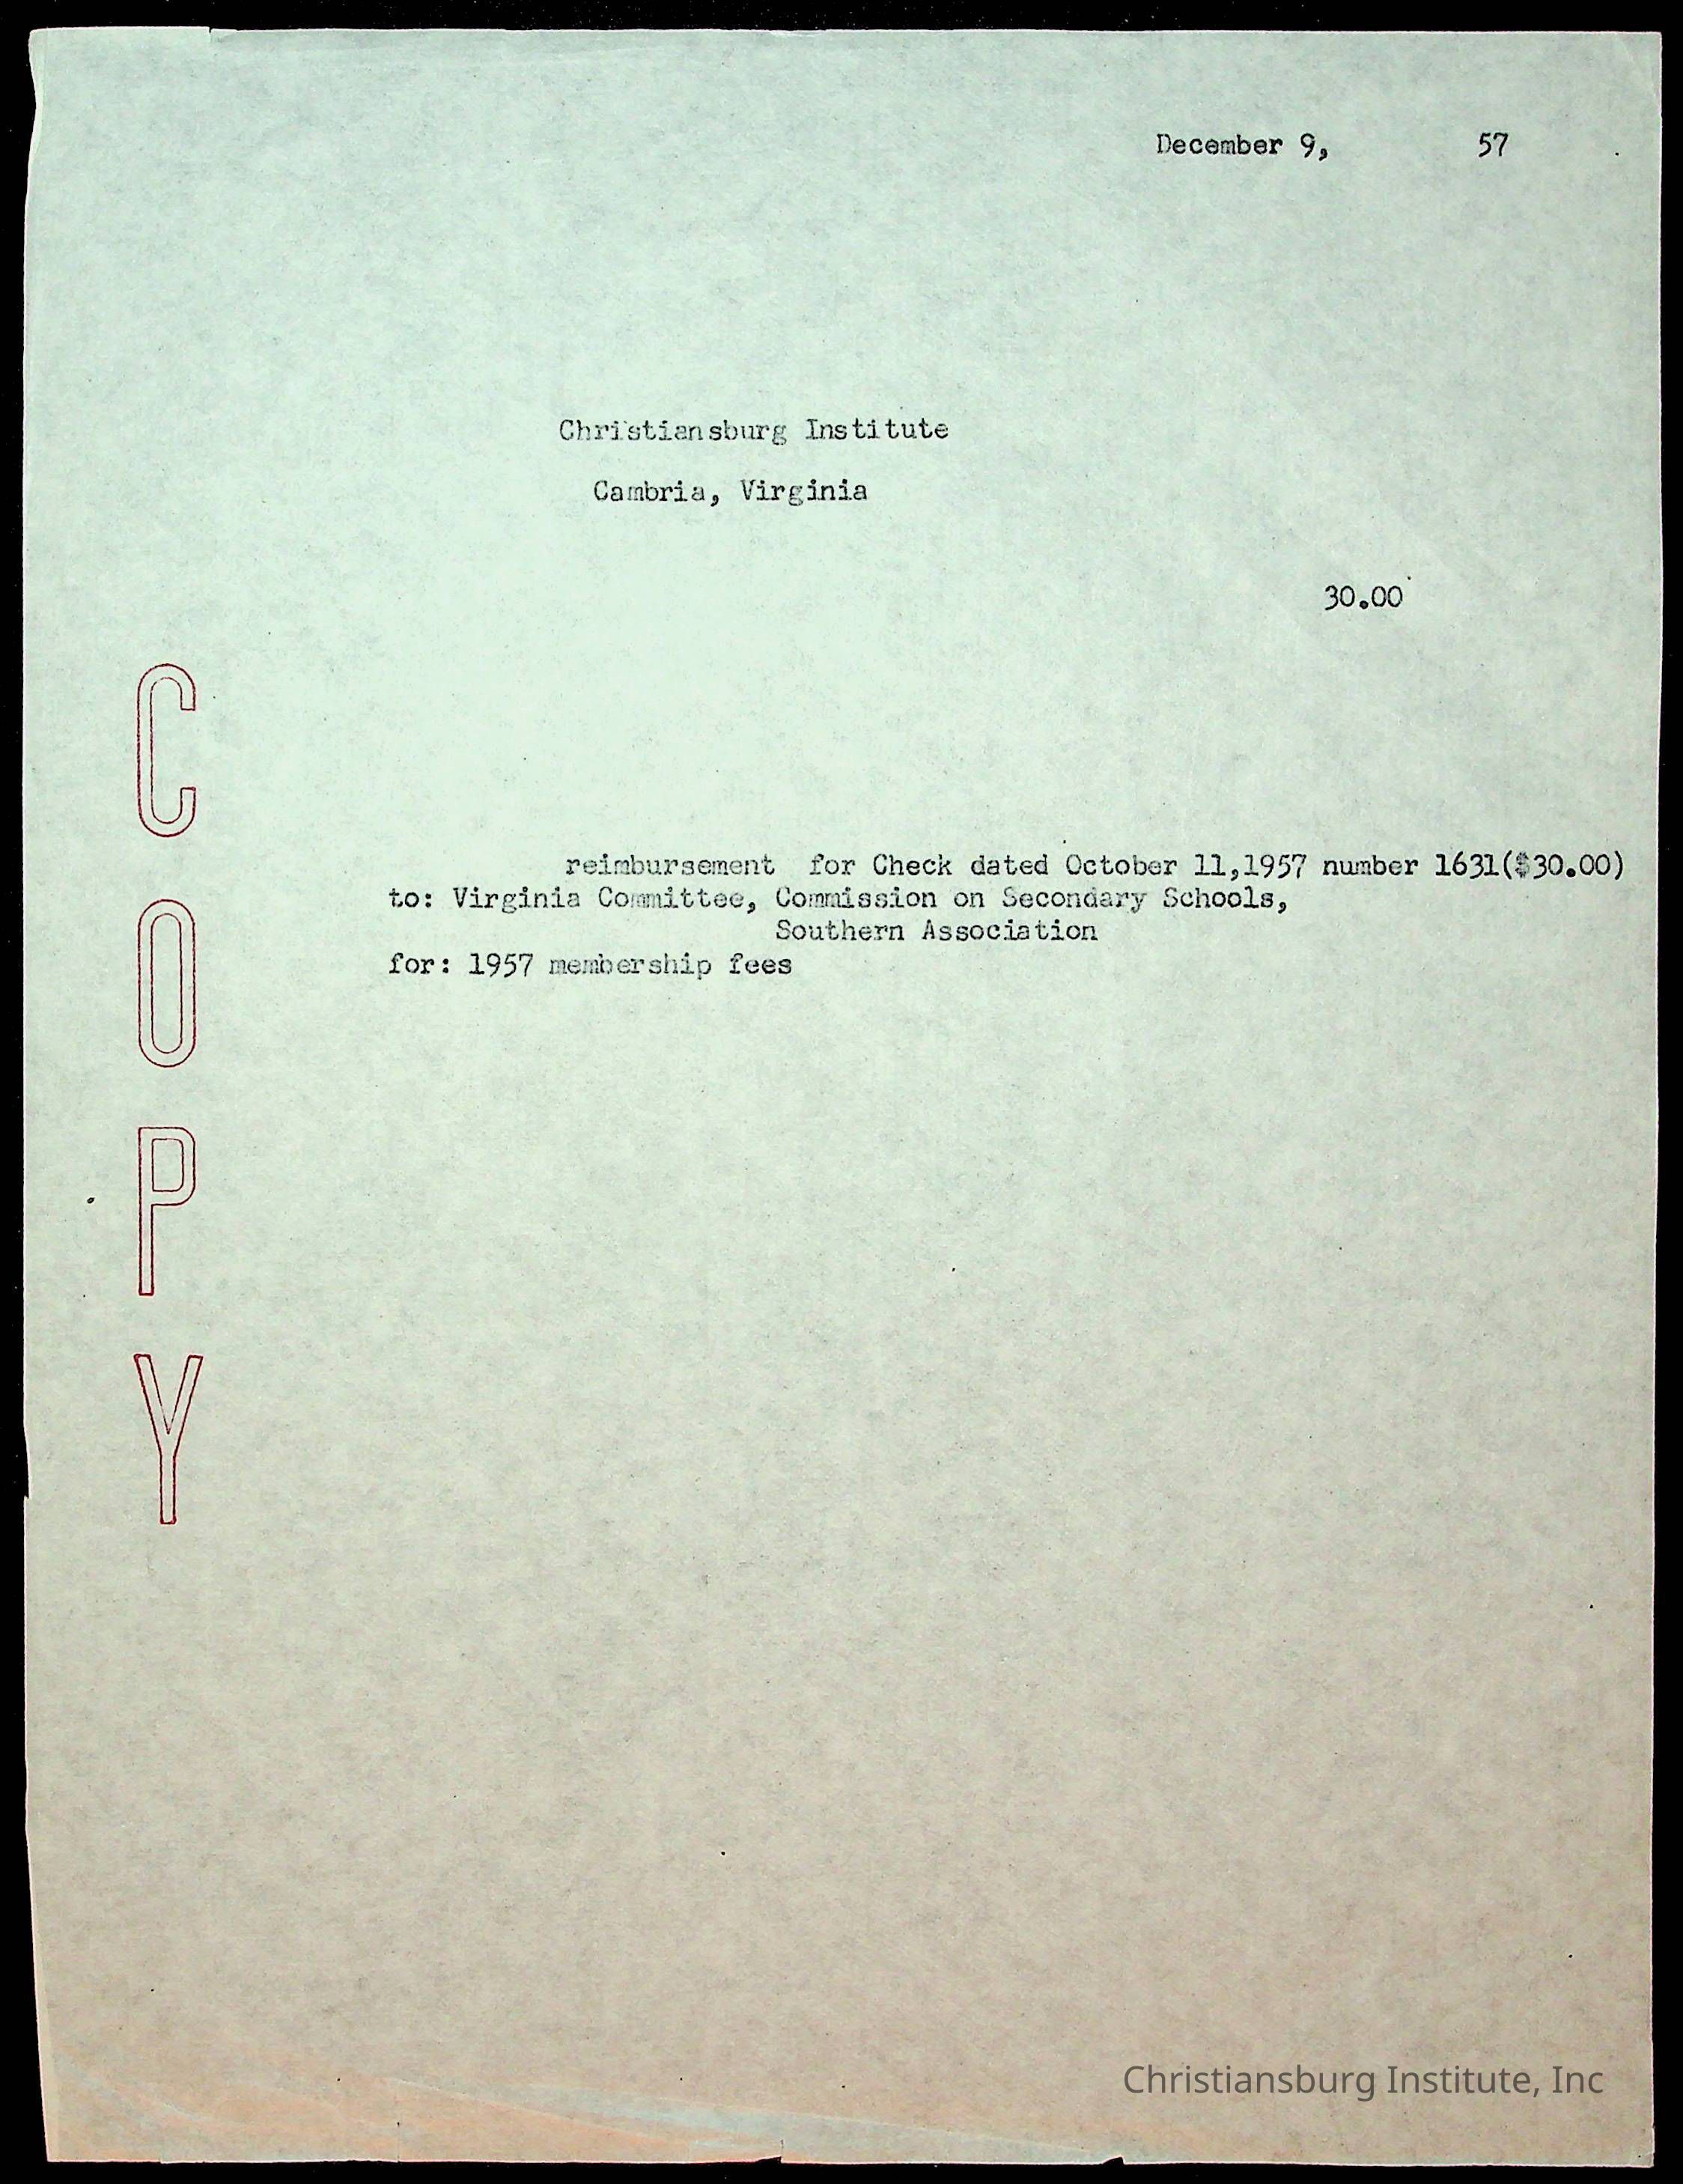 December 9, 57
Christiansburg Institute
Cambria, Virginia
30.00
COPY
reimbursement for Check dated October 11,1957 number 1631($30.00)
to: Virginia Committee, Commission on Secondary Schools,
Southern Association
for: 1957 membership fees
Christiansburg Institute, Inc